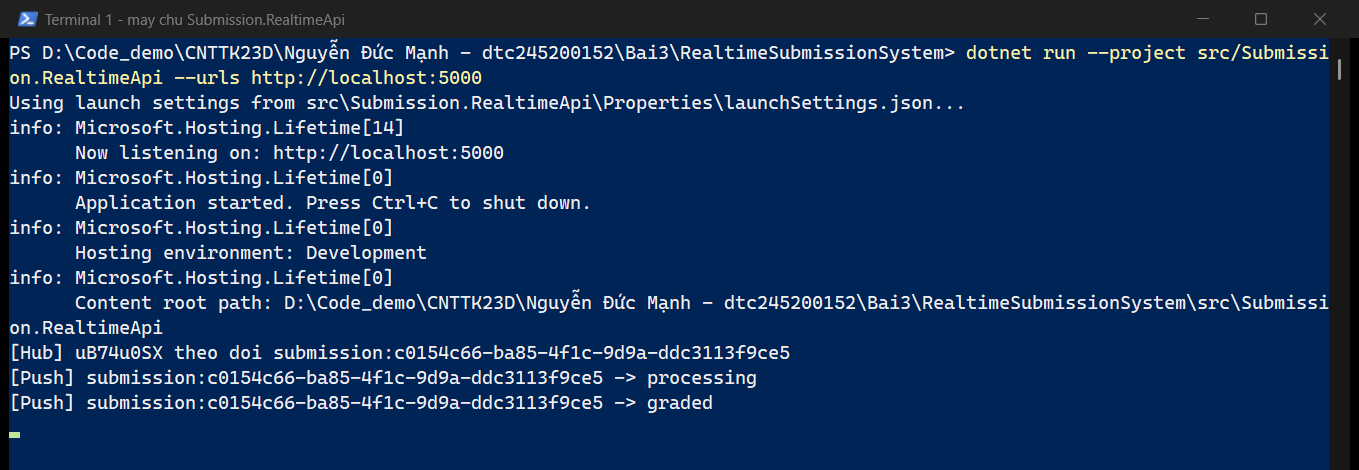 Terminal 1 - may chu Submission.RealtimeApi
PS D:\Code_demo\CNTTK23D\Nguyễn Đức Mạnh - dtc245200152\Bai3\RealtimeSubmissionSystem> dotnet run --project src/Submissi
on.RealtimeApi --urls http://localhost:5000
Using launch settings from src\Submission.RealtimeApi\Properties\launchSettings.json...
info: Microsoft.Hosting.Lifetime[14]
      Now listening on: http://localhost:5000
info: Microsoft.Hosting.Lifetime[0]
      Application started. Press Ctrl+C to shut down.
info: Microsoft.Hosting.Lifetime[0]
      Hosting environment: Development
info: Microsoft.Hosting.Lifetime[0]
      Content root path: D:\Code_demo\CNTTK23D\Nguyễn Đức Mạnh - dtc245200152\Bai3\RealtimeSubmissionSystem\src\Submissi
on.RealtimeApi
[Hub] uB74u0SX theo doi submission:c0154c66-ba85-4f1c-9d9a-ddc3113f9ce5
[Push] submission:c0154c66-ba85-4f1c-9d9a-ddc3113f9ce5 -> processing
[Push] submission:c0154c66-ba85-4f1c-9d9a-ddc3113f9ce5 -> graded